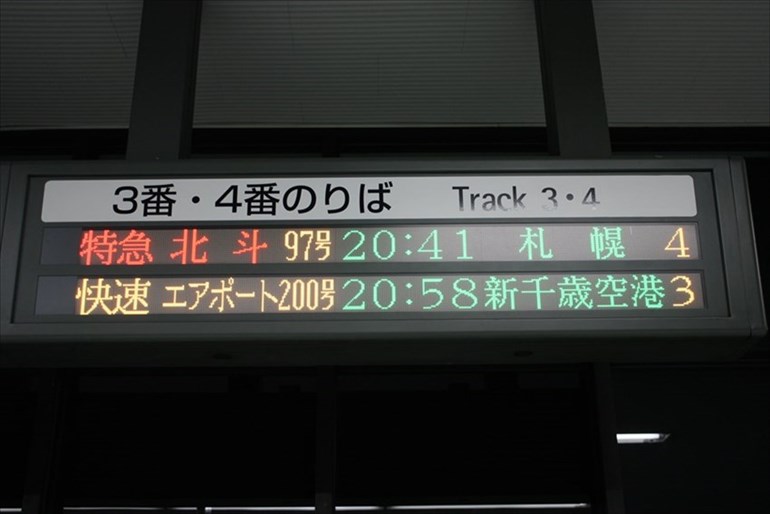 3番・4番のりば Track 3・4
特急 北斗 97号 20:41 札幌 4
快速 エアポート200号 20:58 新千歳空港 3